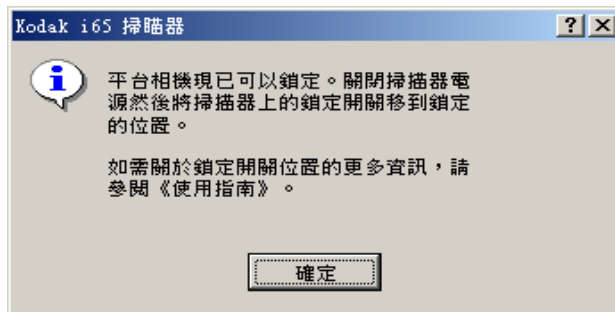 Kodak i65 掃瞄器
平台相機現已可以鎖定。關閉掃描器電
源然後將掃描器上的鎖定開關移到鎖定
的位置。
如需關於鎖定開關位置的更多資訊，請
參閱《使用指南》。
確定